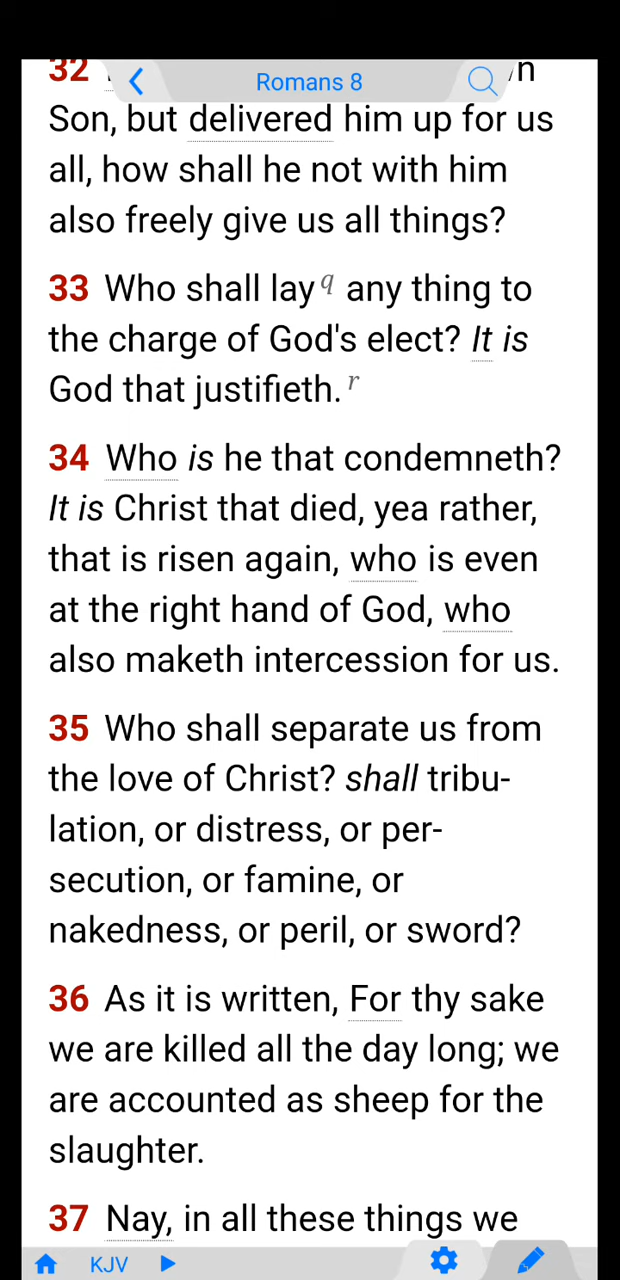 Romans 8
32
Son, but delivered him up for us
all, how shall he not with him
also freely give us all things?
33 Who shall lay q any thing to
the charge of God's elect? It is
God that justifieth. r
34 Who is he that condemneth?
It is Christ that died, yea rather,
that is risen again, who is even
at the right hand of God, who
also maketh intercession for us.
35 Who shall separate us from
the love of Christ? shall tribu-
lation, or distress, or per-
secution, or famine, or
nakedness, or peril, or sword?
36 As it is written, For thy sake
we are killed all the day long; we
are accounted as sheep for the
slaughter.
37 Nay, in all these things we
KJV